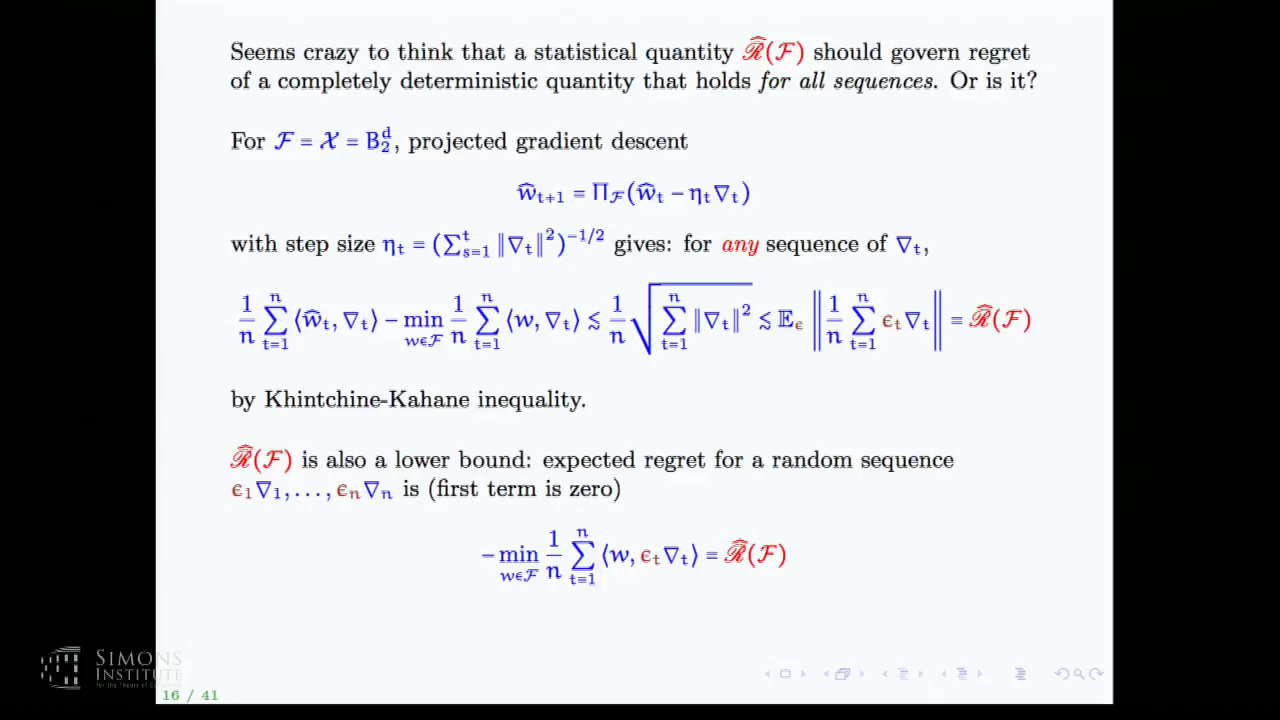 Seems crazy to think that a statistical quantity ℛ̂(ℱ) should govern regret
of a completely deterministic quantity that holds for all sequences. Or is it?
For ℱ = 𝒳 = B₂ᵈ, projected gradient descent
ŵₜ₊₁ = Π_ℱ(ŵₜ − ηₜ∇ₜ)
with step size ηₜ = (∑ₛ₌₁ᵗ ‖∇ₜ‖²)^{−1/2} gives: for any sequence of ∇ₜ,
1/n ∑ₜ₌₁ⁿ ⟨ŵₜ, ∇ₜ⟩ − min_{w∈ℱ} 1/n ∑ₜ₌₁ⁿ ⟨w, ∇ₜ⟩ ≲ 1/n √(∑ₜ₌₁ⁿ ‖∇ₜ‖²) ≲ 𝔼_ϵ ‖1/n ∑ₜ₌₁ⁿ ϵₜ∇ₜ‖ = ℛ̂(ℱ)
by Khintchine-Kahane inequality.
ℛ̂(ℱ) is also a lower bound: expected regret for a random sequence
ϵ₁∇₁, . . . , ϵₙ∇ₙ is (first term is zero)
− min_{w∈ℱ} 1/n ∑ₜ₌₁ⁿ ⟨w, ϵₜ∇ₜ⟩ = ℛ̂(ℱ)
SIMONS
INSTITUTE
16 / 41